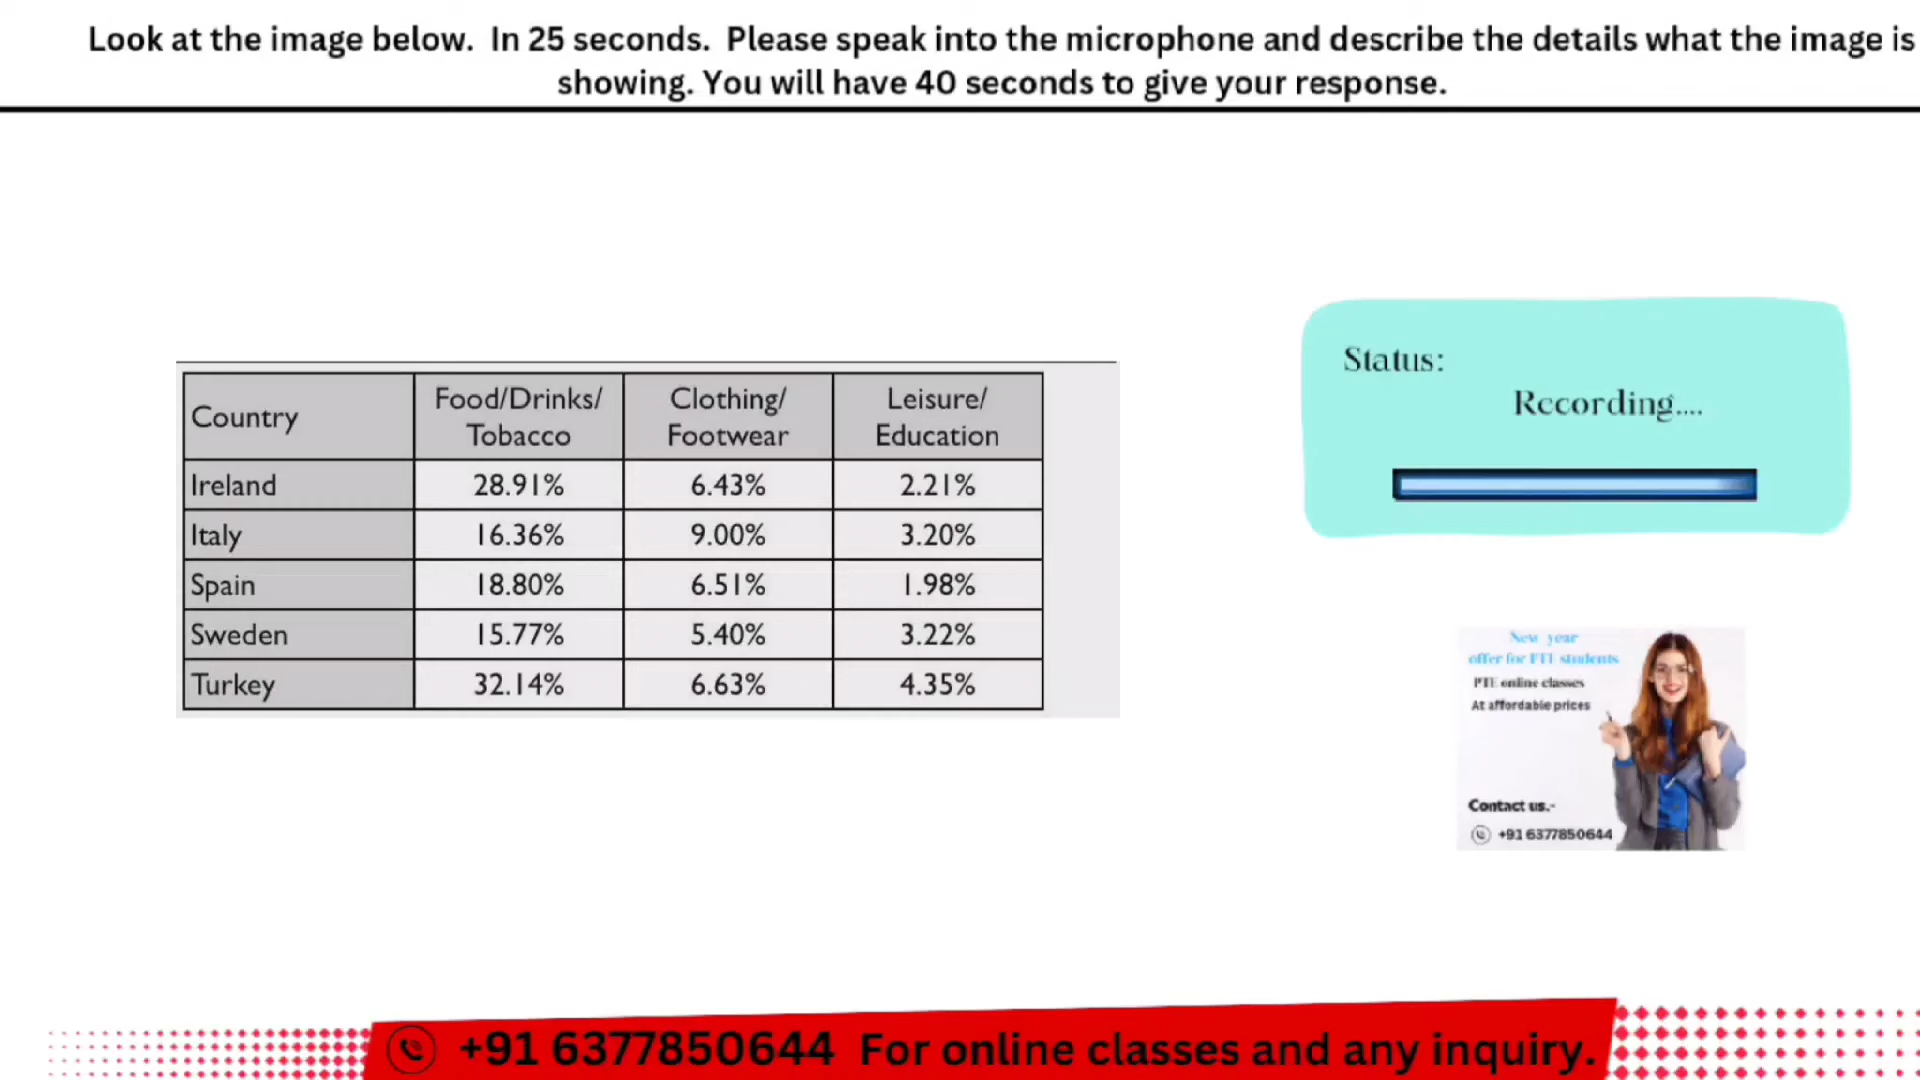 Look at the image below. In 25 seconds. Please speak into the microphone and describe the details what the image is
showing. You will have 40 seconds to give your response.
Country Food/Drinks/ Tobacco Clothing/ Footwear Leisure/ Education
Ireland 28.91% 6.43% 2.21%
Italy 16.36% 9.00% 3.20%
Spain 18.80% 6.51% 1.98%
Sweden 15.77% 5.40% 3.22%
Turkey 32.14% 6.63% 4.35%
Status:
Recording....
New year
offer for PTE students
PTE online classes
At affordable prices
Contact us.-
+91 6377850644
+91 6377850644 For online classes and any inquiry.